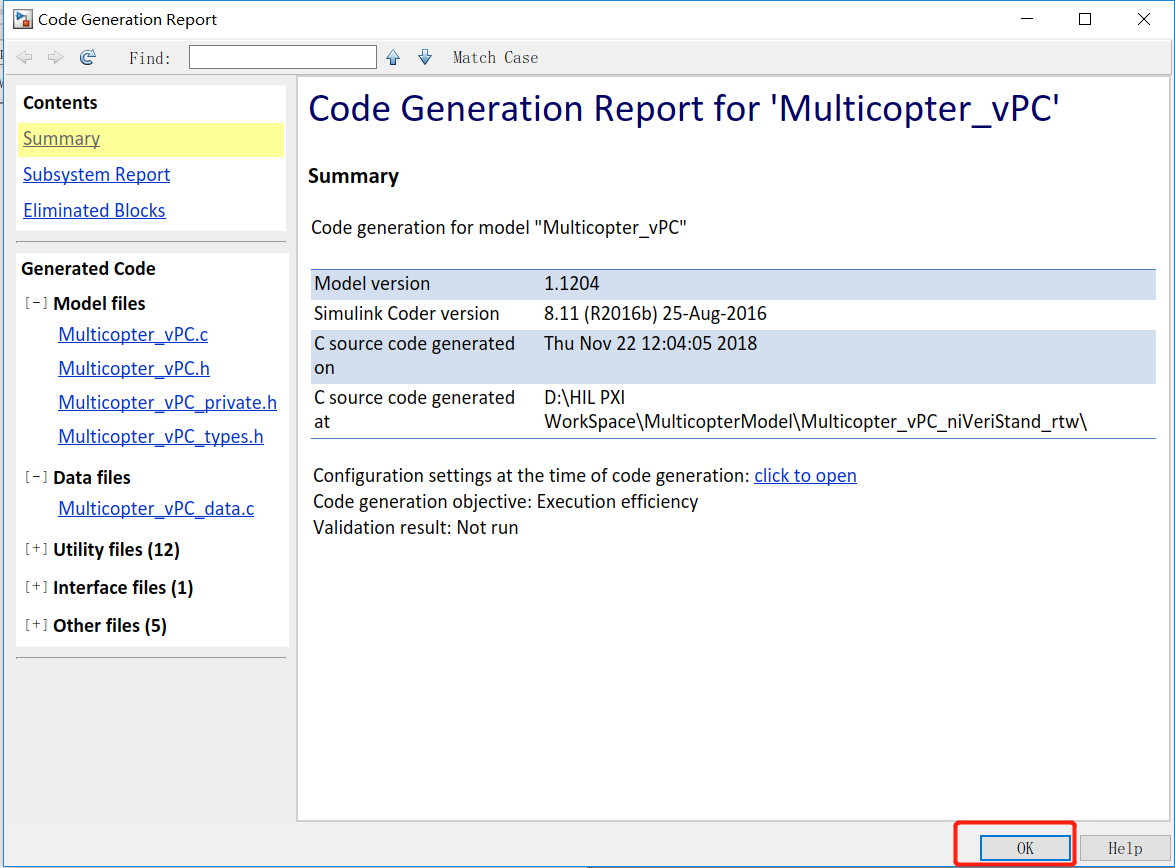 Code Generation Report
Find:
Match Case
Contents
Summary
Subsystem Report
Eliminated Blocks
Generated Code
[-] Model files
Multicopter_vPC.c
Multicopter_vPC.h
Multicopter_vPC_private.h
Multicopter_vPC_types.h
[-] Data files
Multicopter_vPC_data.c
[+] Utility files (12)
[+] Interface files (1)
[+] Other files (5)
Code Generation Report for 'Multicopter_vPC'
Summary
Code generation for model "Multicopter_vPC"
Model version 1.1204
Simulink Coder version 8.11 (R2016b) 25-Aug-2016
C source code generated Thu Nov 22 12:04:05 2018
on
C source code generated D:\HIL PXI
at WorkSpace\MulticopterModel\Multicopter_vPC_niVeriStand_rtw\
Configuration settings at the time of code generation: click to open
Code generation objective: Execution efficiency
Validation result: Not run
OK
Help